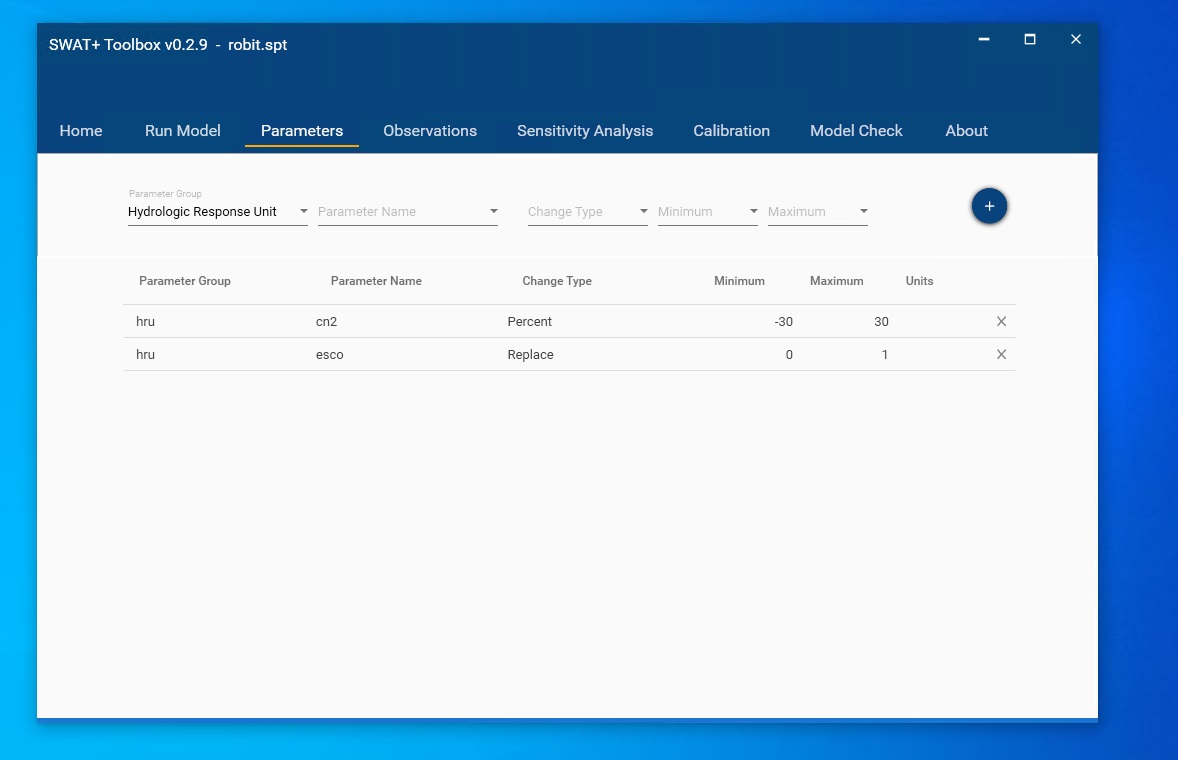 SWAT+ Toolbox v0.2.9 - robit.spt
Home Run Model Parameters Observations Sensitivity Analysis Calibration Model Check About
Parameter Group
Hydrologic Response Unit Parameter Name Change Type Minimum Maximum
Parameter Group Parameter Name Change Type Minimum Maximum Units
hru cn2 Percent -30 30
hru esco Replace 0 1